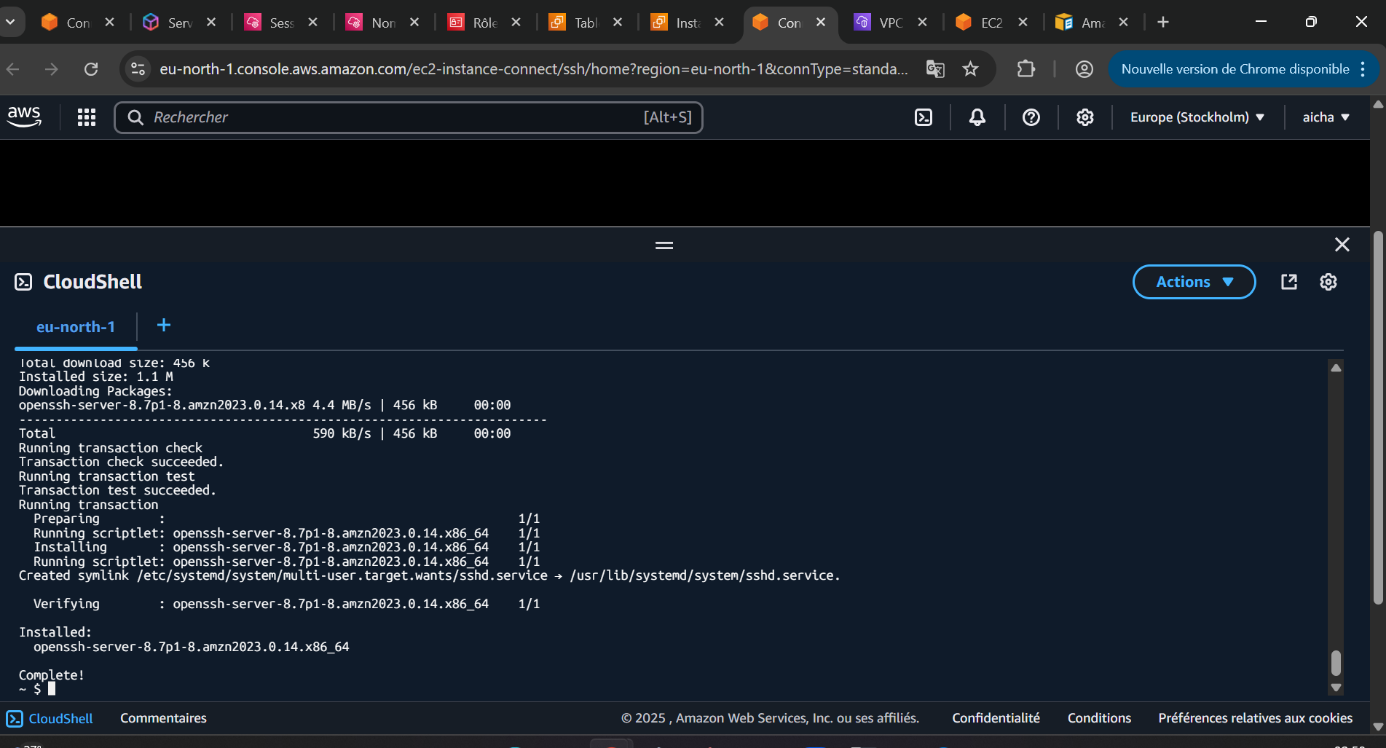 Con
Serv
Sess
Non
Rôle
Tabl
Insta
Con
VPC
EC2
Ama
eu-north-1.console.aws.amazon.com/ec2-instance-connect/ssh/home?region=eu-north-1&connType=standa...
Nouvelle version de Chrome disponible
aws
Rechercher
[Alt+S]
Europe (Stockholm)
aicha
CloudShell
Actions
eu-north-1
Total download size: 456 k
Installed size: 1.1 M
Downloading Packages:
openssh-server-8.7p1-8.amzn2023.0.14.x8 4.4 MB/s | 456 kB     00:00
--------------------------------------------------------------------------------
Total                                   590 kB/s | 456 kB     00:00
Running transaction check
Transaction check succeeded.
Running transaction test
Transaction test succeeded.
Running transaction
  Preparing        :                                                1/1
  Running scriptlet: openssh-server-8.7p1-8.amzn2023.0.14.x86_64    1/1
  Installing       : openssh-server-8.7p1-8.amzn2023.0.14.x86_64    1/1
  Running scriptlet: openssh-server-8.7p1-8.amzn2023.0.14.x86_64    1/1
Created symlink /etc/systemd/system/multi-user.target.wants/sshd.service → /usr/lib/systemd/system/sshd.service.
  Verifying        : openssh-server-8.7p1-8.amzn2023.0.14.x86_64    1/1
Installed:
  openssh-server-8.7p1-8.amzn2023.0.14.x86_64
Complete!
~ $
CloudShell
Commentaires
© 2025 , Amazon Web Services, Inc. ou ses affiliés.
Confidentialité
Conditions
Préférences relatives aux cookies